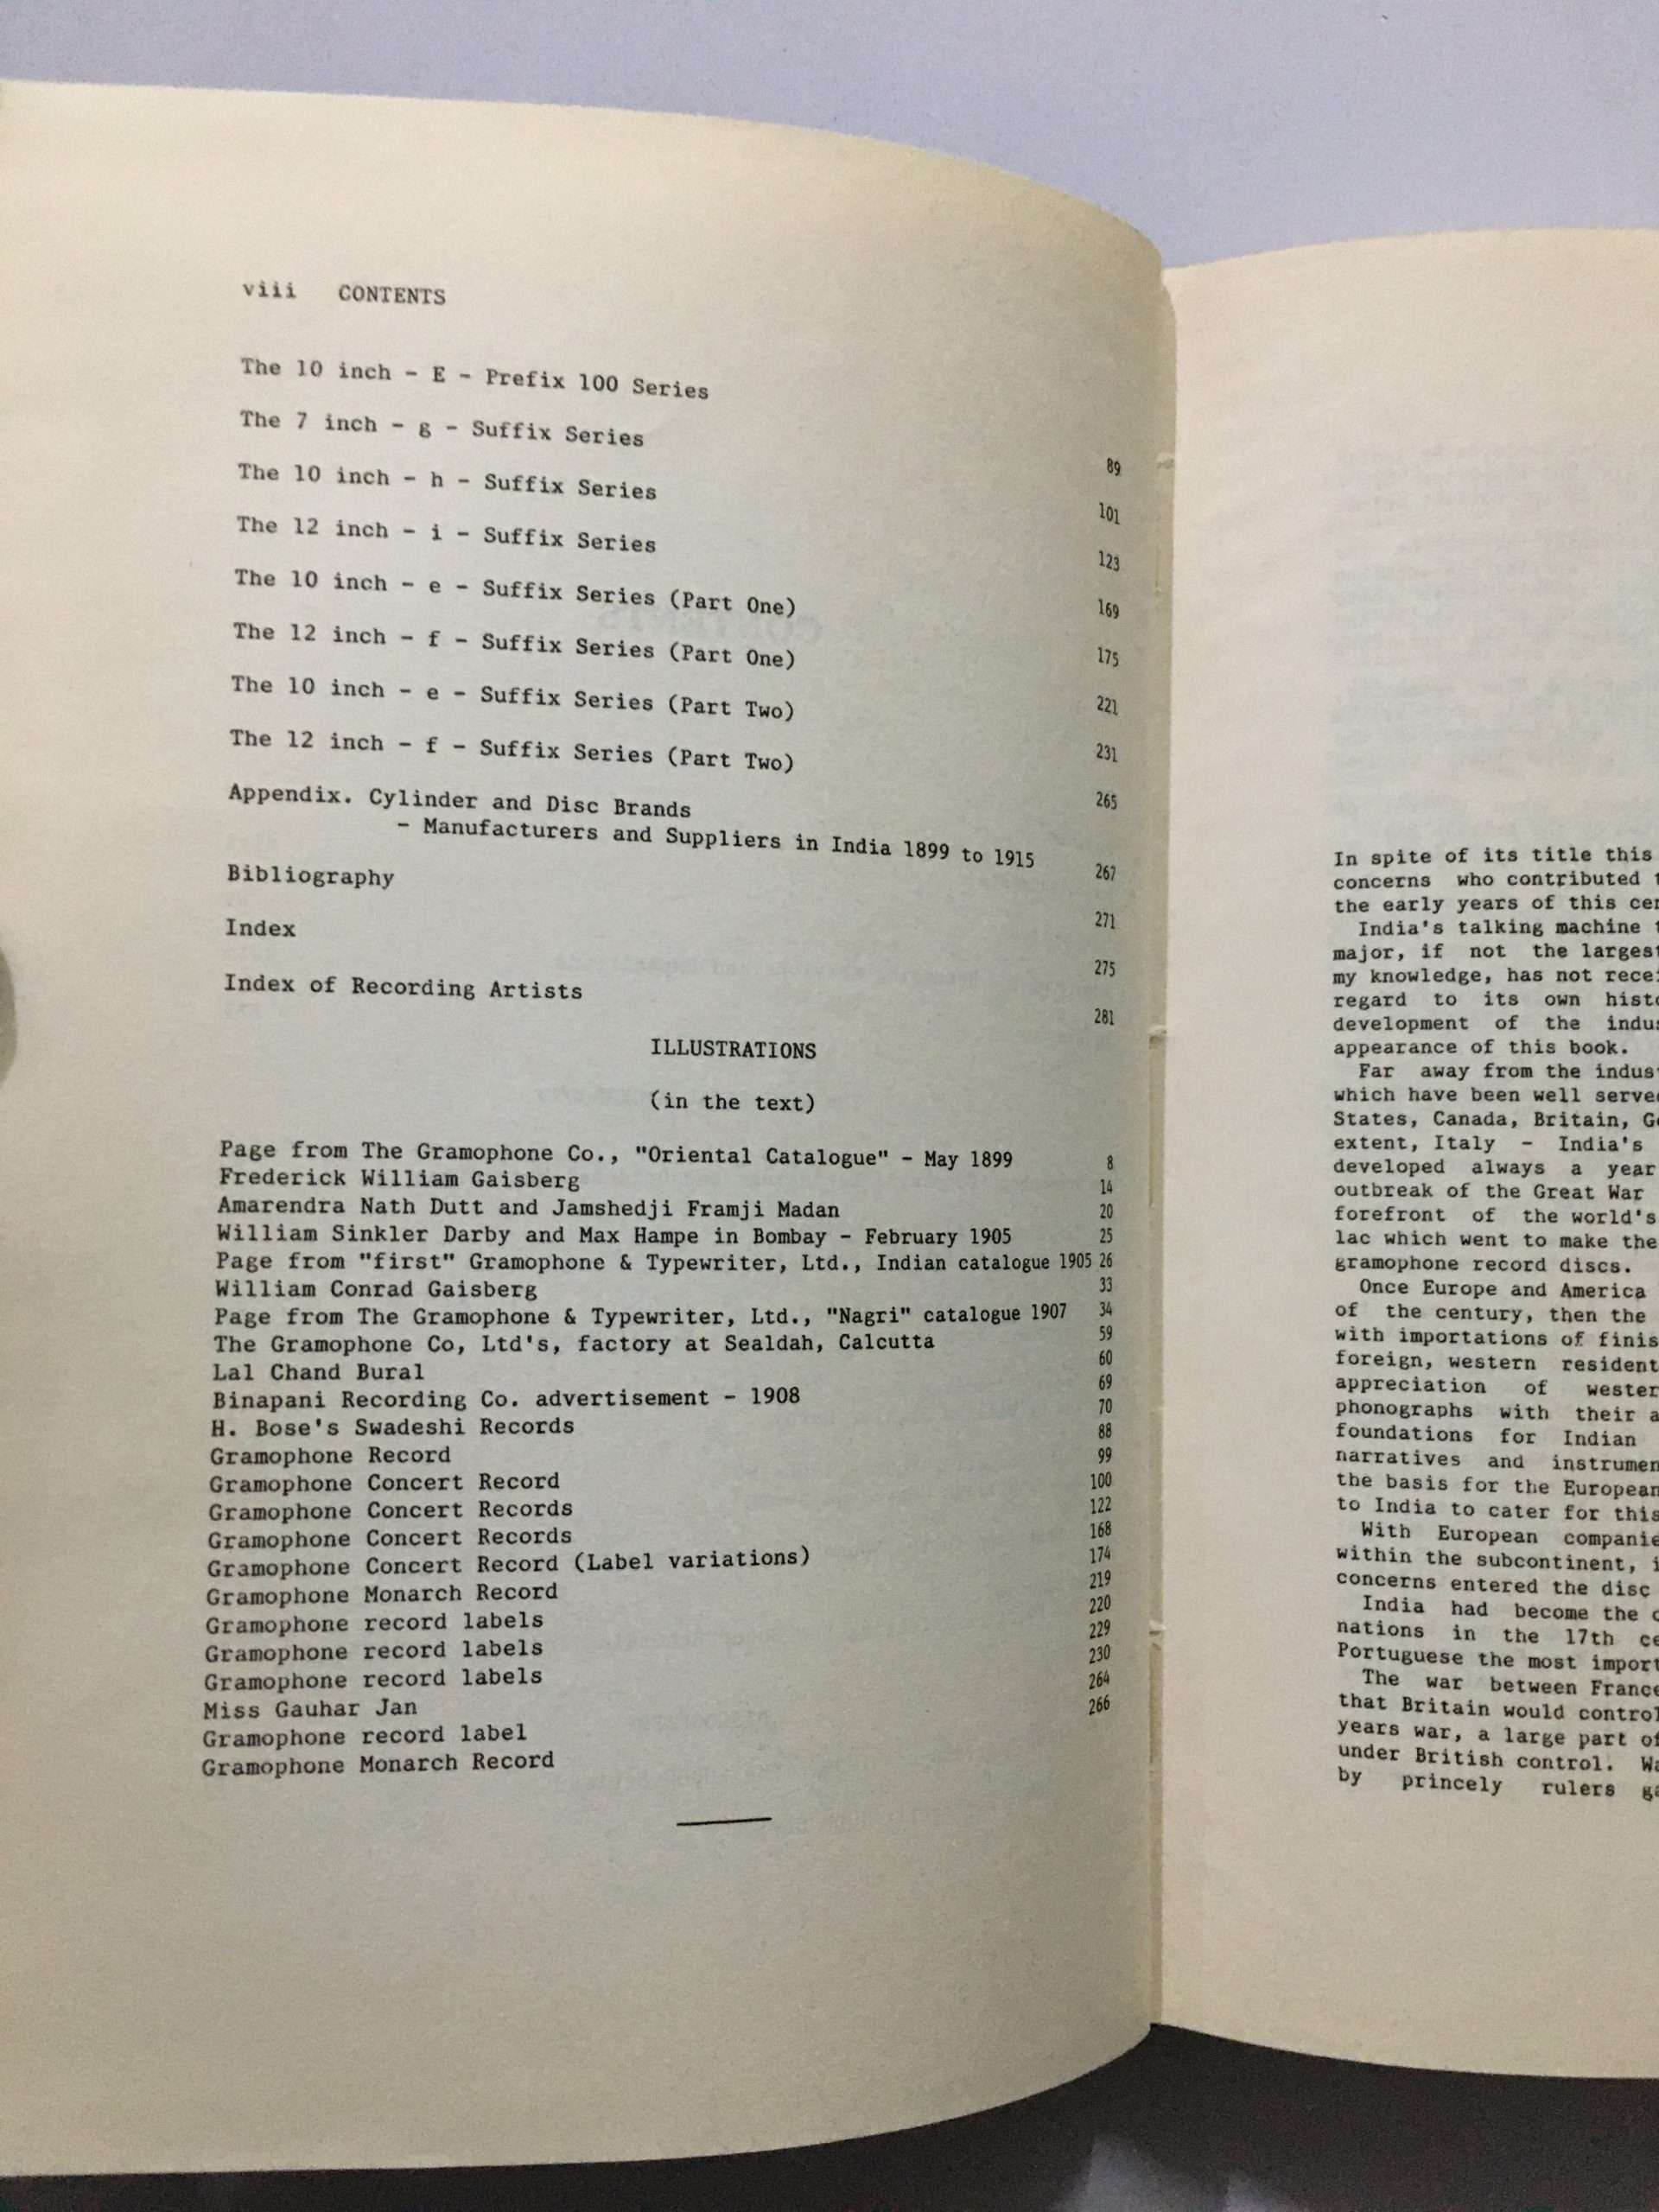 viii CONTENTS
The 10 inch - E - Prefix 100 Series 89
The 7 inch - g - Suffix Series 101
The 10 inch - h - Suffix Series 123
The 12 inch - i - Suffix Series 169
The 10 inch - e - Suffix Series (Part One) 175
The 12 inch - f - Suffix Series (Part One) 221
The 10 inch - e - Suffix Series (Part Two) 231
The 12 inch - f - Suffix Series (Part Two) 265
Appendix. Cylinder and Disc Brands
- Manufacturers and Suppliers in India 1899 to 1915 267
Bibliography 271
Index 275
Index of Recording Artists 281
ILLUSTRATIONS
(in the text)
Page from The Gramophone Co., "Oriental Catalogue" - May 1899 8
Frederick William Gaisberg 14
Amarendra Nath Dutt and Jamshedji Framji Madan 20
William Sinkler Darby and Max Hampe in Bombay - February 1905 25
Page from "first" Gramophone & Typewriter, Ltd., Indian catalogue 1905 26
William Conrad Gaisberg 33
Page from The Gramophone & Typewriter, Ltd., "Nagri" catalogue 1907 34
The Gramophone Co, Ltd's, factory at Sealdah, Calcutta 59
Lal Chand Bural 60
Binapani Recording Co. advertisement - 1908 69
H. Bose's Swadeshi Records 70
Gramophone Record 88
Gramophone Concert Record 99
Gramophone Concert Records 100
Gramophone Concert Records 122
Gramophone Concert Record (Label variations) 168
Gramophone Monarch Record 174
Gramophone record labels 219
Gramophone record labels 220
Gramophone record labels 229
Miss Gauhar Jan 230
Gramophone record label 264
Gramophone Monarch Record 266
In spite of its title this
concerns who contributed
the early years of this
India's talking machine
major, if not the largest
my knowledge, has not
regard to its own
development of the
appearance of this book.
Far away from the
which have been well
States, Canada, Britain,
extent, Italy - India's
developed always a year
outbreak of the Great War
forefront of the world's
lac which went to make the
gramophone record discs.
Once Europe and America
of the century, then the
with importations of
foreign, western
appreciation of
phonographs with their
foundations for Indian
narratives and
the basis for the European
to India to cater for this
With European
within the subcontinent,
concerns entered the disc
India had become the
nations in the 17th
Portuguese the most
The war between France
that Britain would control
years war, a large part of
under British control.
by princely rulers